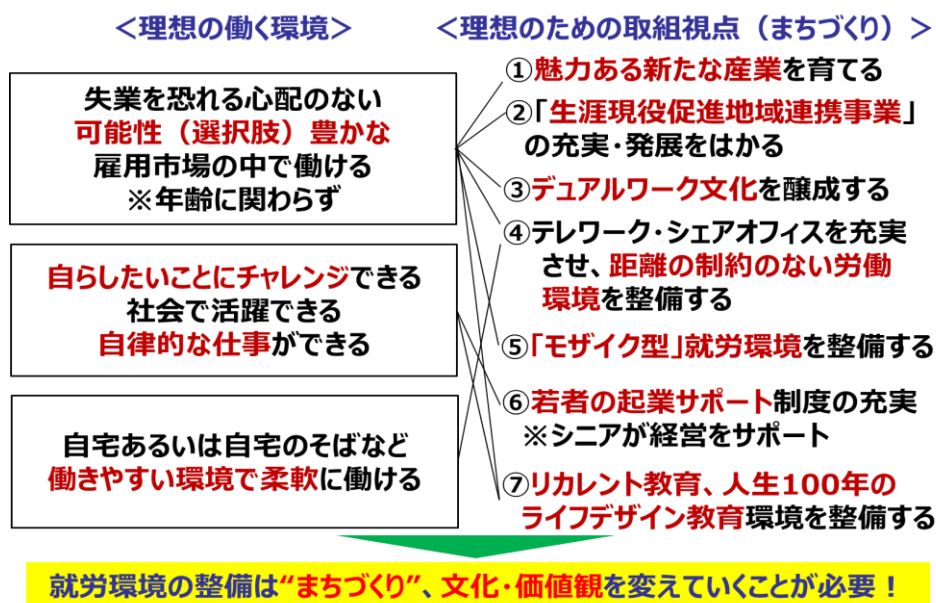 ＜理想の働く環境＞
失業を恐れる心配のない
可能性（選択肢）豊かな
雇用市場の中で働ける
※年齢に関わらず
自らしたいことにチャレンジできる
社会で活躍できる
自律的な仕事ができる
自宅あるいは自宅のそばなど
働きやすい環境で柔軟に働ける
＜理想のための取組視点（まちづくり）＞
①魅力ある新たな産業を育てる
②「生涯現役促進地域連携事業」
の充実・発展をはかる
③デュアルワーク文化を醸成する
④テレワーク・シェアオフィスを充実
させ、距離の制約のない労働
環境を整備する
⑤「モザイク型」就労環境を整備する
⑥若者の起業サポート制度の充実
※シニアが経営をサポート
⑦リカレント教育、人生100年の
ライフデザイン教育環境を整備する
就労環境の整備は“まちづくり”、文化・価値観を変えていくことが必要！